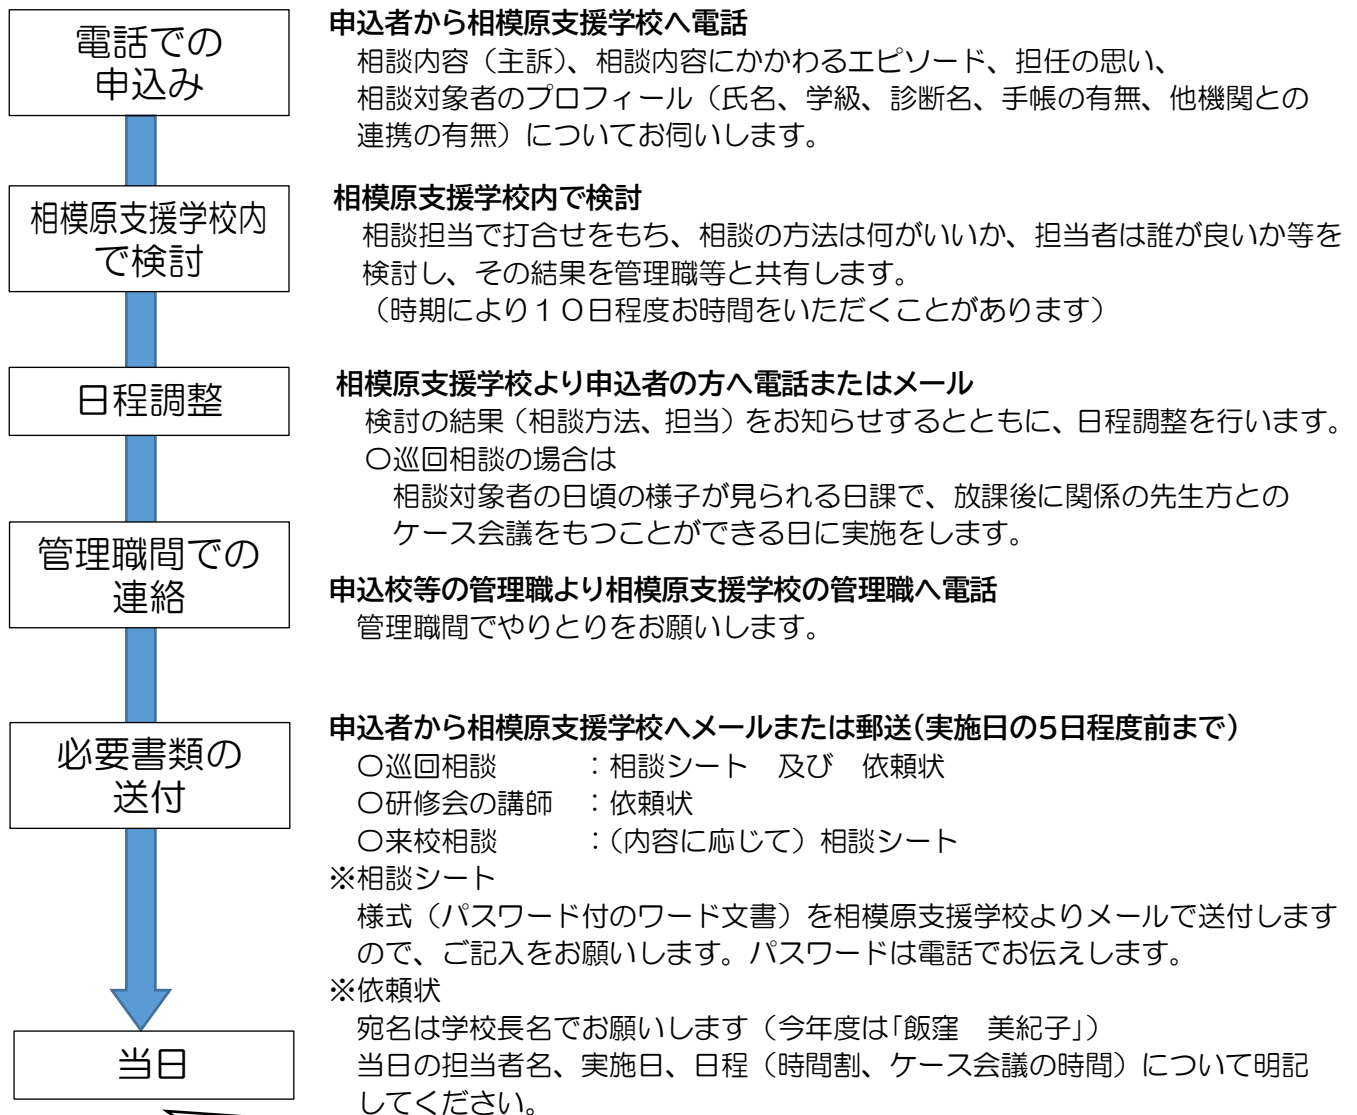 電話での
申込み
申込者から相模原支援学校へ電話
相談内容（主訴）、相談内容にかかわるエピソード、担任の思い、
相談対象者のプロフィール（氏名、学級、診断名、手帳の有無、他機関との
連携の有無）についてお伺いします。
相模原支援学校内
で検討
相模原支援学校内で検討
相談担当で打合せをもち、相談の方法は何がいいか、担当者は誰が良いか等を
検討し、その結果を管理職等と共有します。
（時期により１０日程度お時間をいただくことがあります）
日程調整
相模原支援学校より申込者の方へ電話またはメール
検討の結果（相談方法、担当）をお知らせするとともに、日程調整を行います。
〇巡回相談の場合は
相談対象者の日頃の様子が見られる日課で、放課後に関係の先生方との
ケース会議をもつことができる日に実施をします。
管理職間での
連絡
申込校等の管理職より相模原支援学校の管理職へ電話
管理職間でやりとりをお願いします。
必要書類の
送付
申込者から相模原支援学校へメールまたは郵送（実施日の5日程度前まで）
〇巡回相談　　　：相談シート　及び　依頼状
〇研修会の講師　：依頼状
〇来校相談　　　：（内容に応じて）相談シート
※相談シート
様式（パスワード付のワード文書）を相模原支援学校よりメールで送付します
ので、ご記入をお願いします。パスワードは電話でお伝えします。
※依頼状
宛名は学校長名でお願いします（今年度は「飯窪　美紀子」）
当日の担当者名、実施日、日程（時間割、ケース会議の時間）について明記
してください。
当日